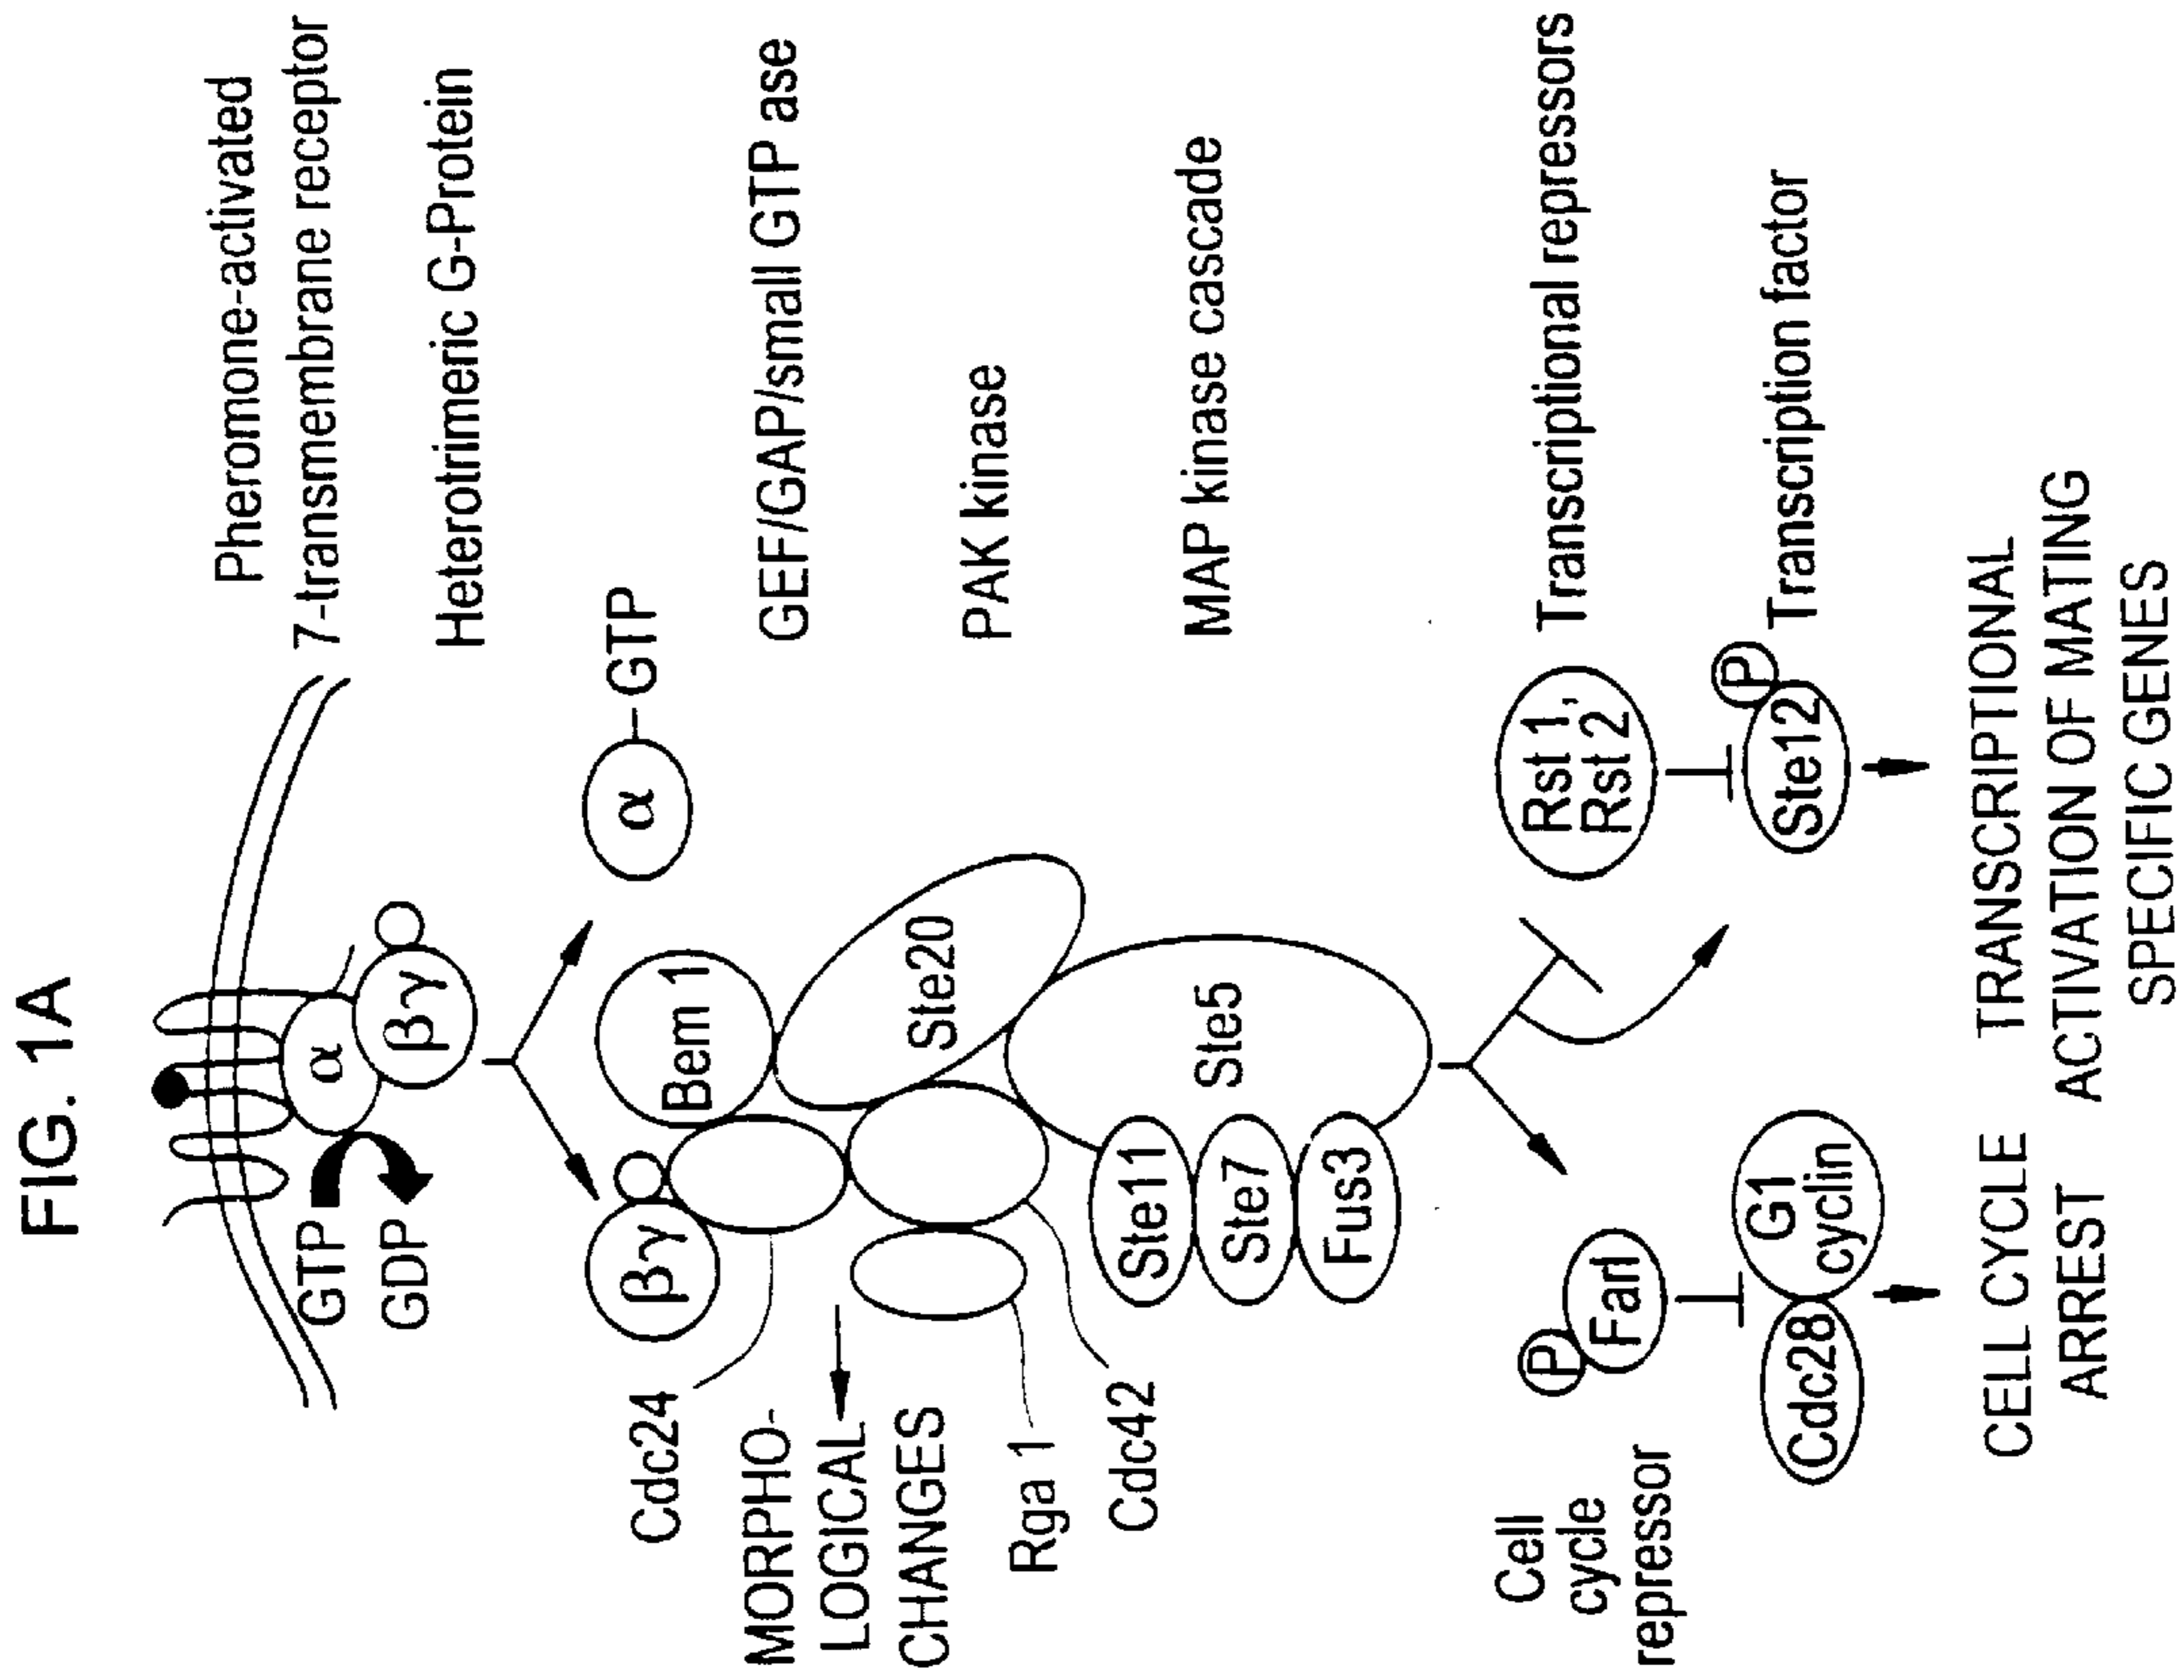 FIG. 1A
Pheromone-activated
7-transmembrane receptor
GTP
α
GDP
βγ
Heterotrimeric G-Protein
α
GTP
βγ
Bem 1
Cdc24
MORPHO-
LOGICAL
CHANGES
GEF/GAP/small GTP ase
Ste20
PAK kinase
Rga 1
Cdc42
Ste11
Ste5
Ste7
Fus3
MAP kinase cascade
Cell
cycle
repressor
P
Farl
Rst 1,
Rst 2
Transcriptional repressors
Cdc28
G1
cyclin
Ste12
P
Transcription factor
CELL CYCLE
ARREST
TRANSCRIPTIONAL
ACTIVATION OF MATING
SPECIFIC GENES